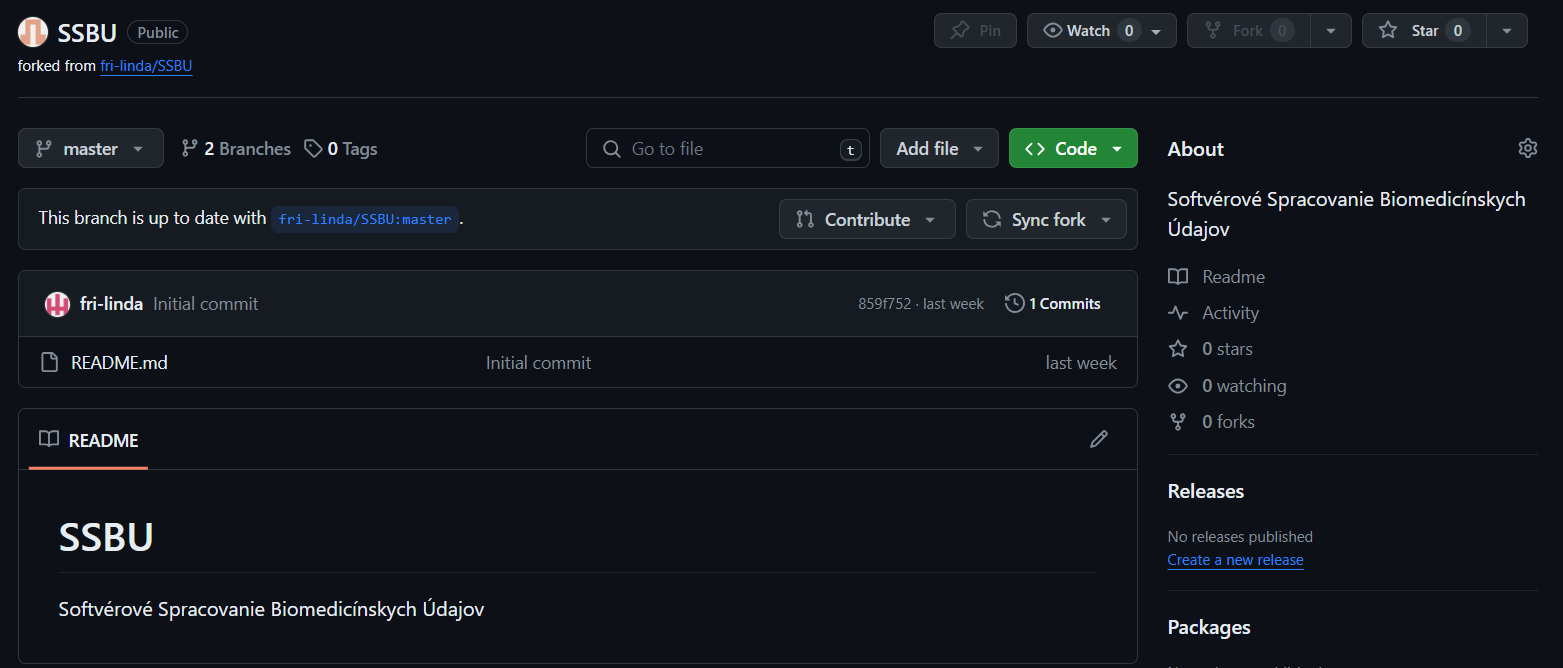 SSBU Public Pin Watch 0 Fork 0 Star 0
forked from fri-linda/SSBU
master 2 Branches 0 Tags Go to file t Add file Code
This branch is up to date with fri-linda/SSBU:master . Contribute Sync fork
fri-linda Initial commit 859f752 · last week 1 Commits
README.md Initial commit last week
README
SSBU
Softvérové Spracovanie Biomedicínskych Údajov
About
Softvérové Spracovanie Biomedicínskych
Údajov
Readme
Activity
0 stars
0 watching
0 forks
Releases
No releases published
Create a new release
Packages